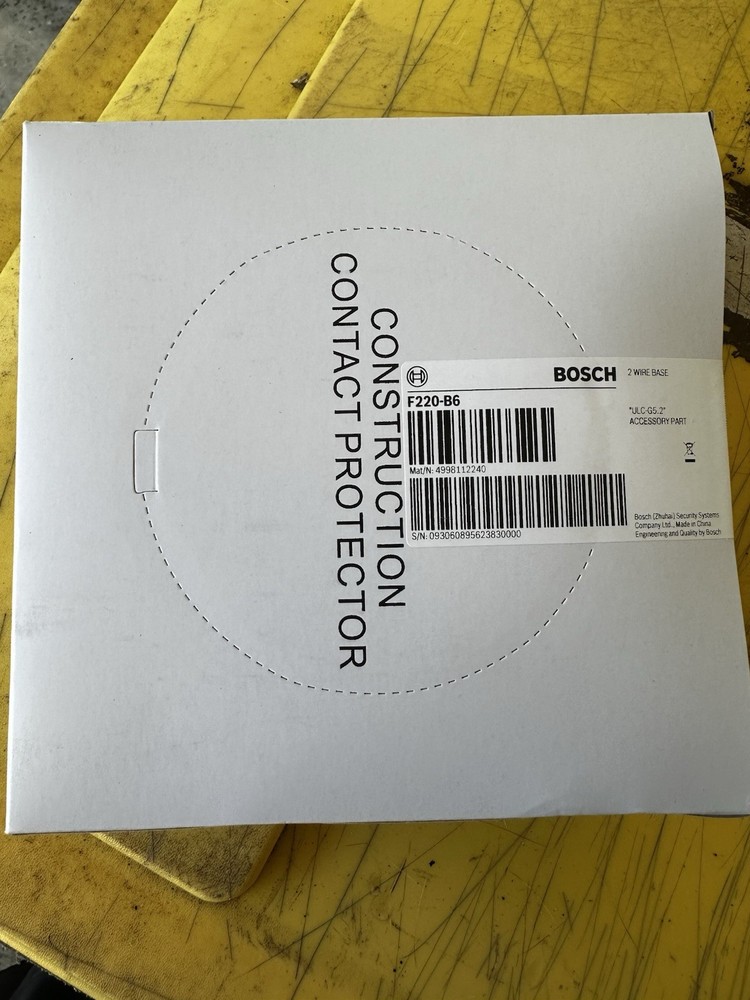 CONSTRUCTION
CONTACT PROTECTOR
BOSCH
2 WIRE BASE
F220-B6
"ULC-G5.2"
ACCESSORY PART
Mat/N: 4998112240
S/N: 093060895623830000
Bosch (Zhuhai) Security Systems
Company Ltd., Made in China
Engineering and Quality by Bosch